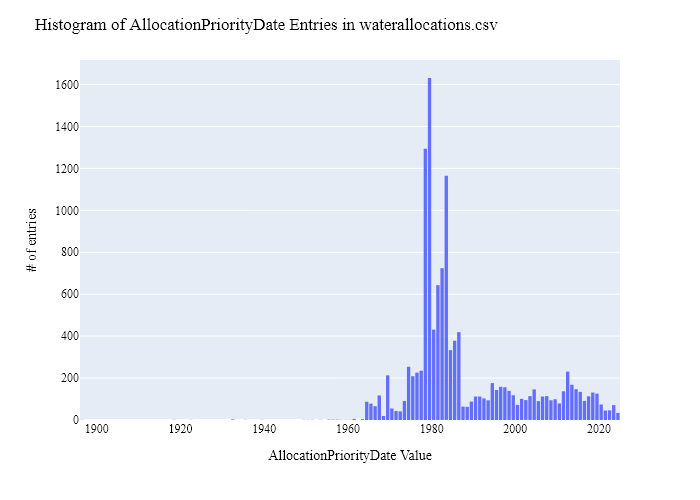 Histogram of AllocationPriorityDate Entries in waterallocations.csv
1600
1400
1200
1000
800
600
400
200
0
# of entries
1900 1920 1940 1960 1980 2000 2020
AllocationPriorityDate Value